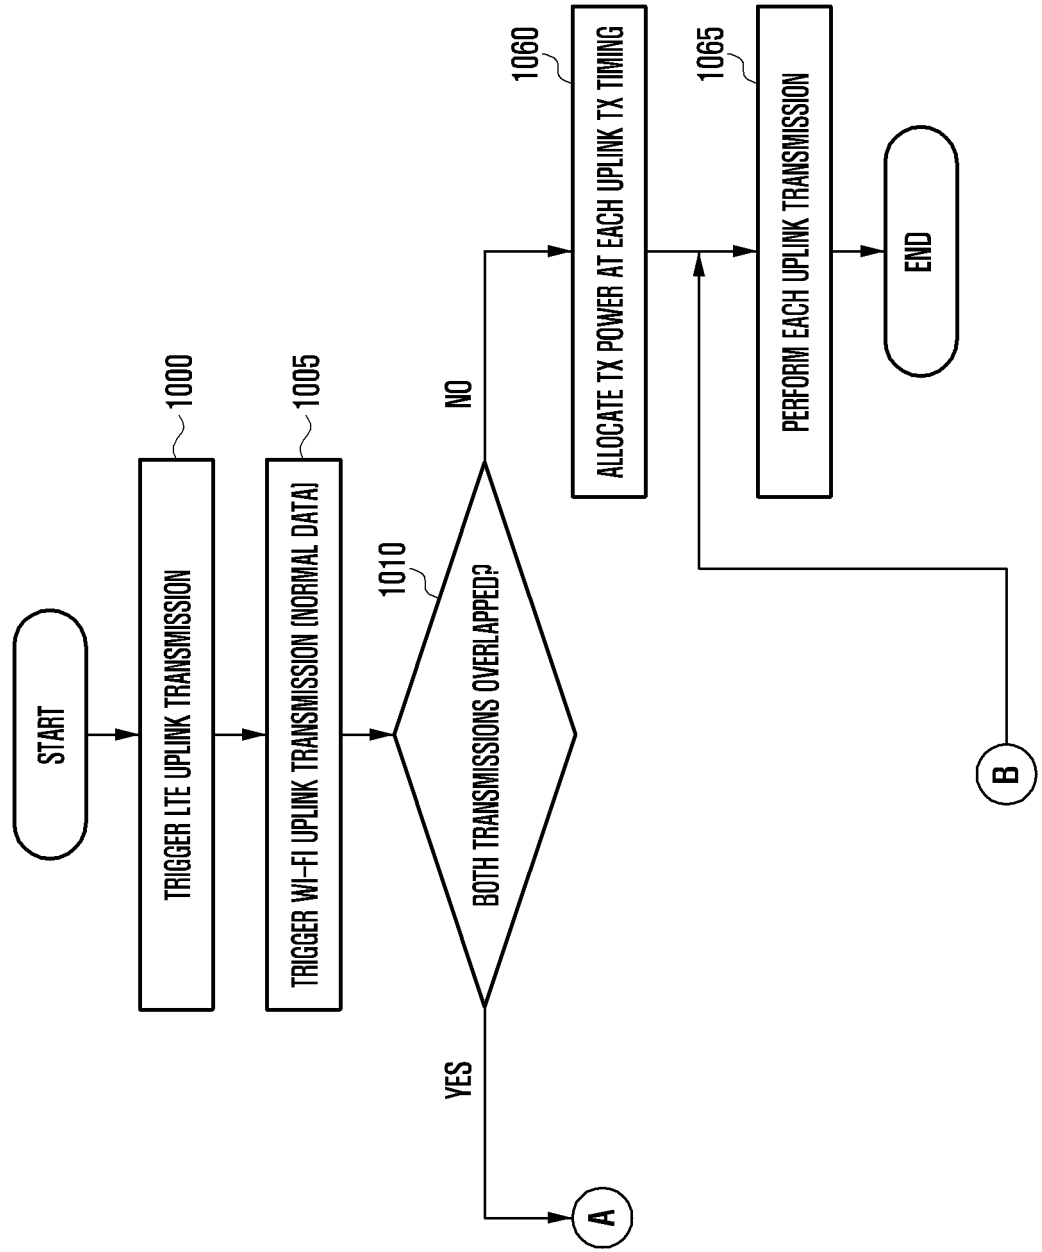 START
TRIGGER LTE UPLINK TRANSMISSION
1000
TRIGGER WI-FI UPLINK TRANSMISSION (NORMAL DATA)
1005
BOTH TRANSMISSIONS OVERLAPPED?
1010
YES
NO
A
ALLOCATE TX POWER AT EACH UPLINK TX TIMING
1060
PERFORM EACH UPLINK TRANSMISSION
1065
END
B